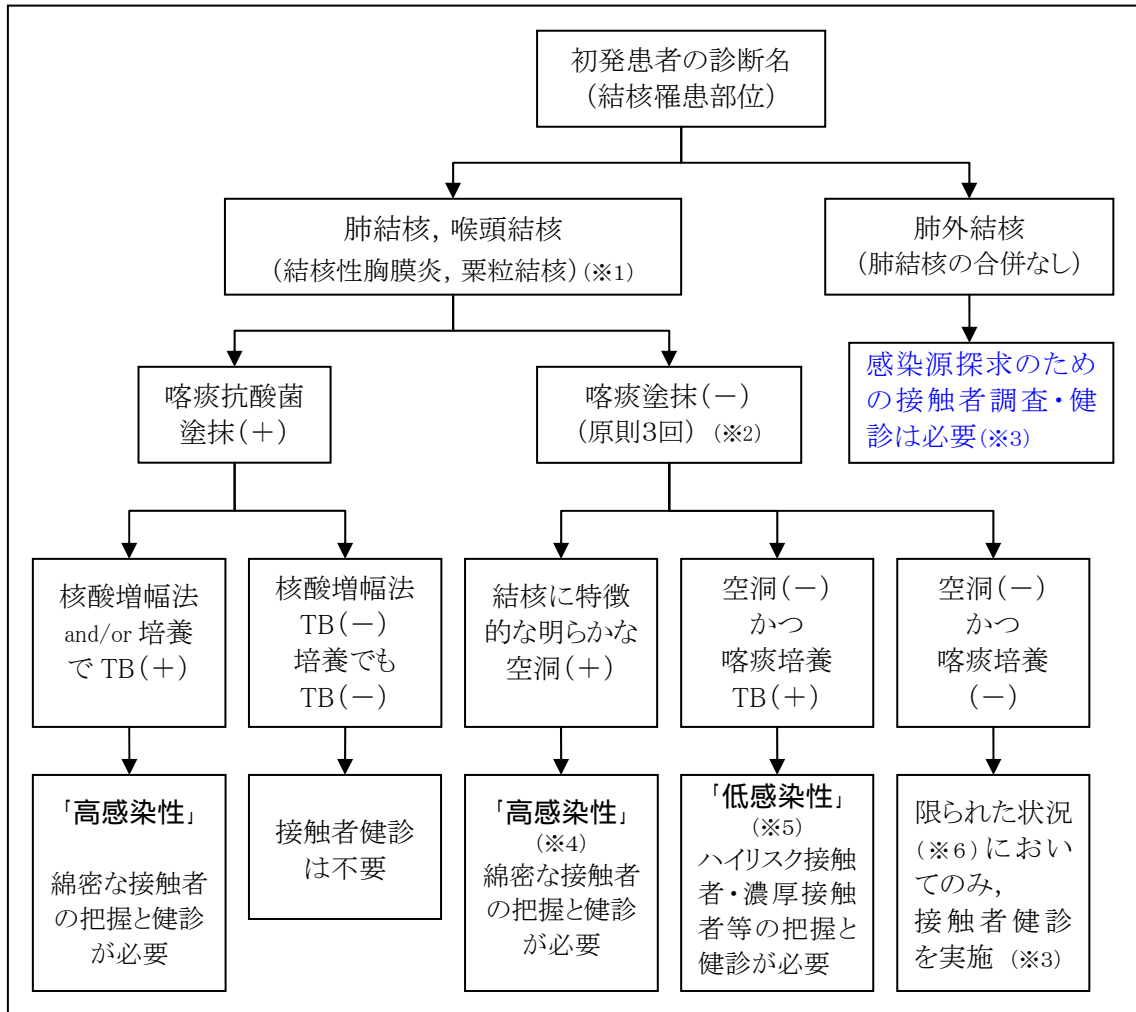 初発患者の診断名
(結核罹患部位)
肺結核, 喉頭結核
(結核性胸膜炎, 粟粒結核)(※1)
肺外結核
(肺結核の合併なし)
喀痰抗酸菌
塗抹(+)
喀痰塗抹(－)
(原則3回) (※2)
感染源探求のため
の接触者調査・健
診は必要(※3)
核酸増幅法
and/or 培養
で TB(+)
核酸増幅法
TB(－)
培養でも
TB(－)
結核に特徴
的な明らかな
空洞(+)
空洞(－)
かつ
喀痰培養
TB(+)
空洞(－)
かつ
喀痰培養
(－)
「高感染性」
綿密な接触者
の把握と健診
が必要
接触者健診
は不要
「高感染性」
(※4)
綿密な接触者
の把握と健診
が必要
「低感染性」
(※5)
ハイリスク接触
者・濃厚接触
者等の把握と
健診が必要
限られた状況
(※6)におい
てのみ,
接触者健診
を実施 (※3)